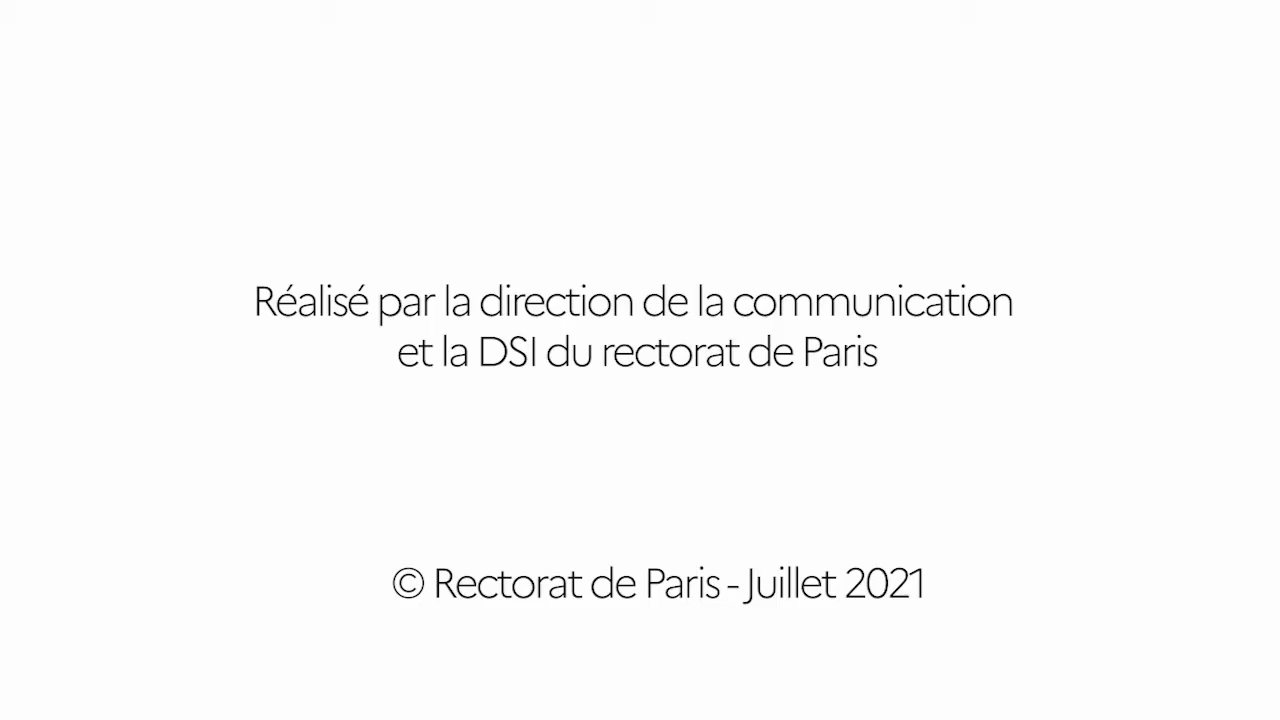 Réalisé par la direction de la communication
et la DSI du rectorat de Paris
© Rectorat de Paris - Juillet 2021